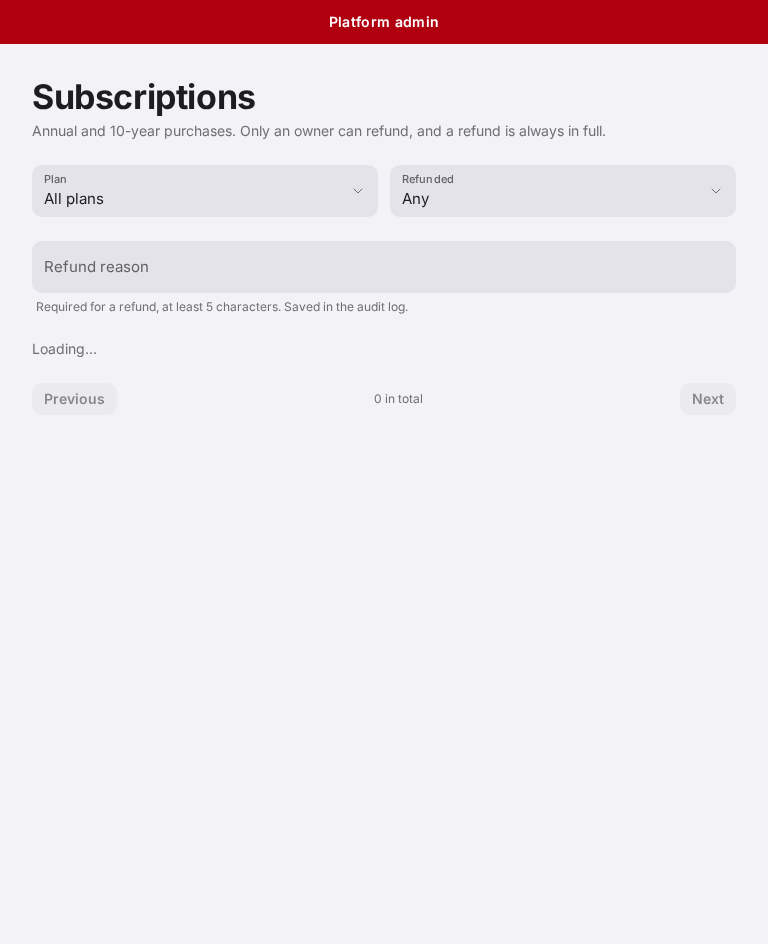 Platform admin
Subscriptions
Annual and 10-year purchases. Only an owner can refund, and a refund is always in full.
Plan
All plans
Refunded
Any
Refund reason
Required for a refund, at least 5 characters. Saved in the audit log.
Loading...
Previous
0 in total
Next